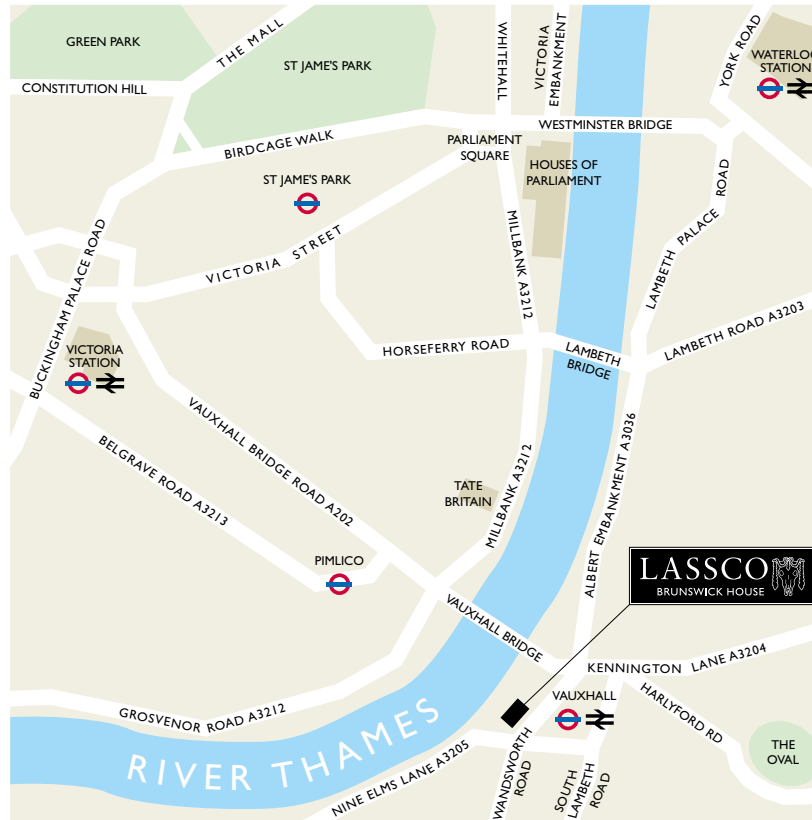 GREEN PARK
THE MALL
ST JAME'S PARK
CONSTITUTION HILL
WHITEHALL
VICTORIA
EMBANKMENT
YORK ROAD
WATERLOO
STATION
BIRDCAGE WALK
PARLIAMENT
SQUARE
WESTMINSTER BRIDGE
HOUSES OF
PARLIAMENT
ST JAME'S PARK
VICTORIA STREET
MILLBANK A3212
LAMBETH PALACE ROAD
BUCKINGHAM PALACE ROAD
VICTORIA
STATION
HORSEFERRY ROAD
LAMBETH
BRIDGE
LAMBETH ROAD A3203
VAUXHALL BRIDGE ROAD A202
BELGRAVE ROAD A3213
TATE
BRITAIN
MILLBANK A3212
ALBERT EMBANKMENT A3036
PIMLICO
LASSCO
BRUNSWICK HOUSE
VAUXHALL BRIDGE
KENNINGTON LANE A3204
VAUXHALL
HARLYFORD RD
GROSVENOR ROAD A3212
RIVER THAMES
NINE ELMS LANE A3205
WANDSWORTH
ROAD
SOUTH
LAMBETH
ROAD
THE
OVAL